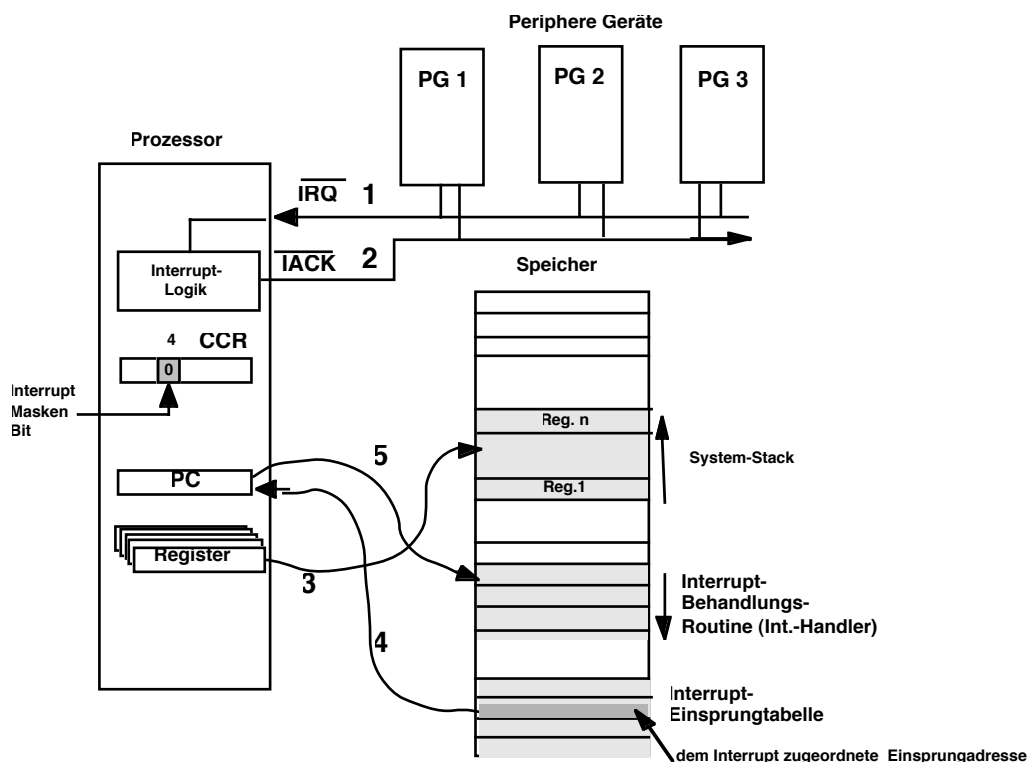 Periphere Geräte
PG 1
PG 2
PG 3
Prozessor
IRQ 1
IACK 2
Interrupt-
Logik
Speicher
4 CCR
0
Interrupt
Masken
Bit
Reg. n
System-Stack
5
PC
Reg.1
Register
3
Interrupt-
Behandlungs-
Routine (Int.-Handler)
4
Interrupt-
Einsprungtabelle
dem Interrupt zugeordnete Einsprungadresse